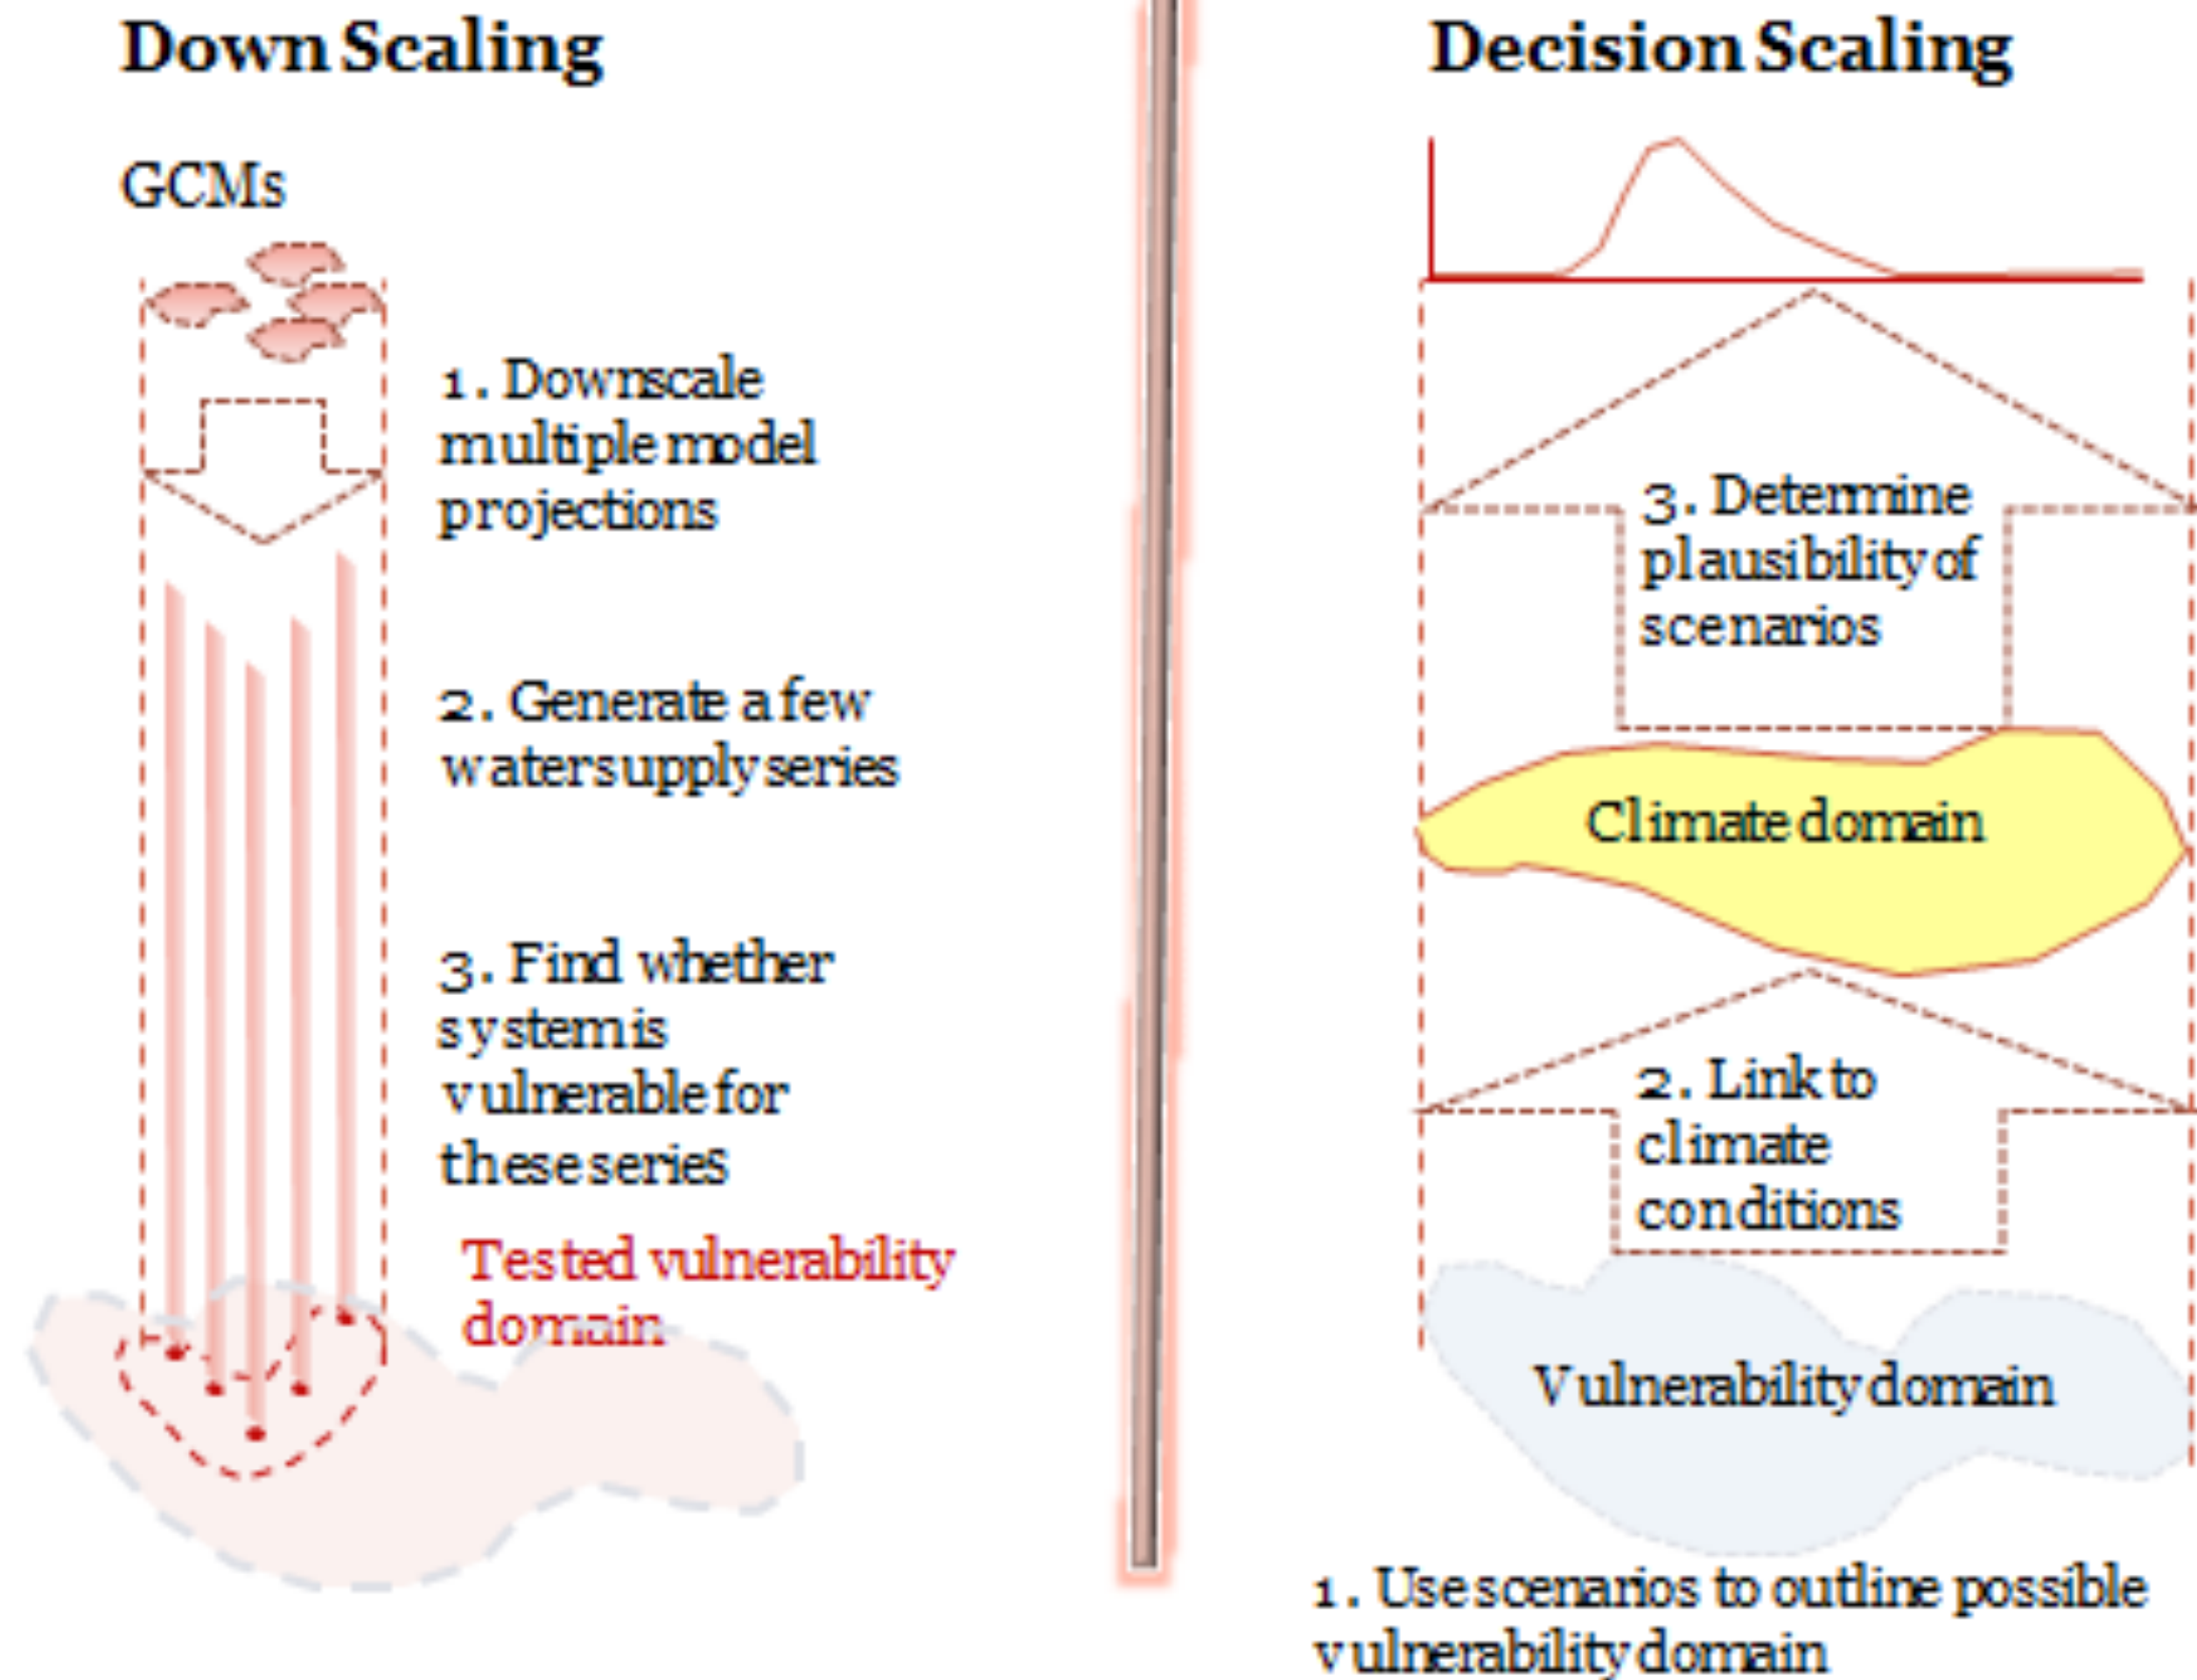 Down Scaling
GCMs
1. Downscale
multiple model
projections
2. Generate a few
water supply series
3. Find whether
system is
vulnerable for
these series
Tested vulnerability
domain
Decision Scaling
3. Determine
plausibility of
scenarios
Climate domain
2. Link to
climate
conditions
Vulnerability domain
1. Use scenarios to outline possible
vulnerability domain